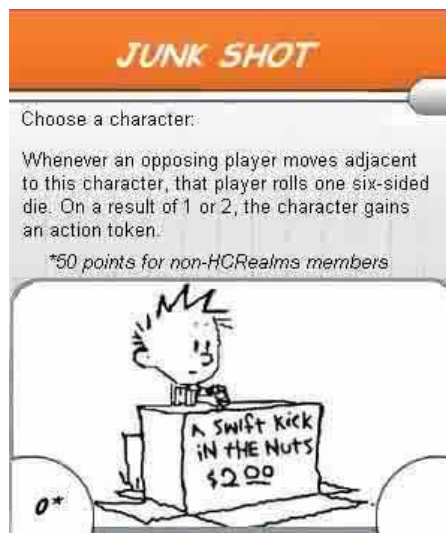 JUNK SHOT
Choose a character:
Whenever an opposing player moves adjacent
to this character, that player rolls one six-sided
die. On a result of 1 or 2, the character gains
an action token.
*50 points for non-HCRealms members
A SWIFT KICK
IN THE NUTS
$2.00
0*